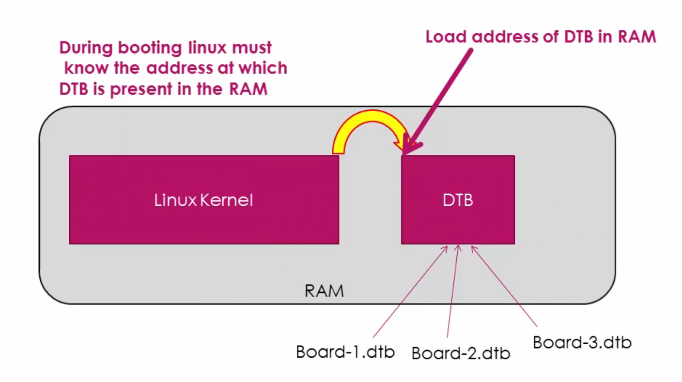 During booting linux must
know the address at which
DTB is present in the RAM
Load address of DTB in RAM
Linux Kernel
DTB
RAM
Board-1.dtb
Board-2.dtb
Board-3.dtb